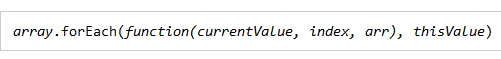 array.forEach(function(currentValue, index, arr), thisValue)